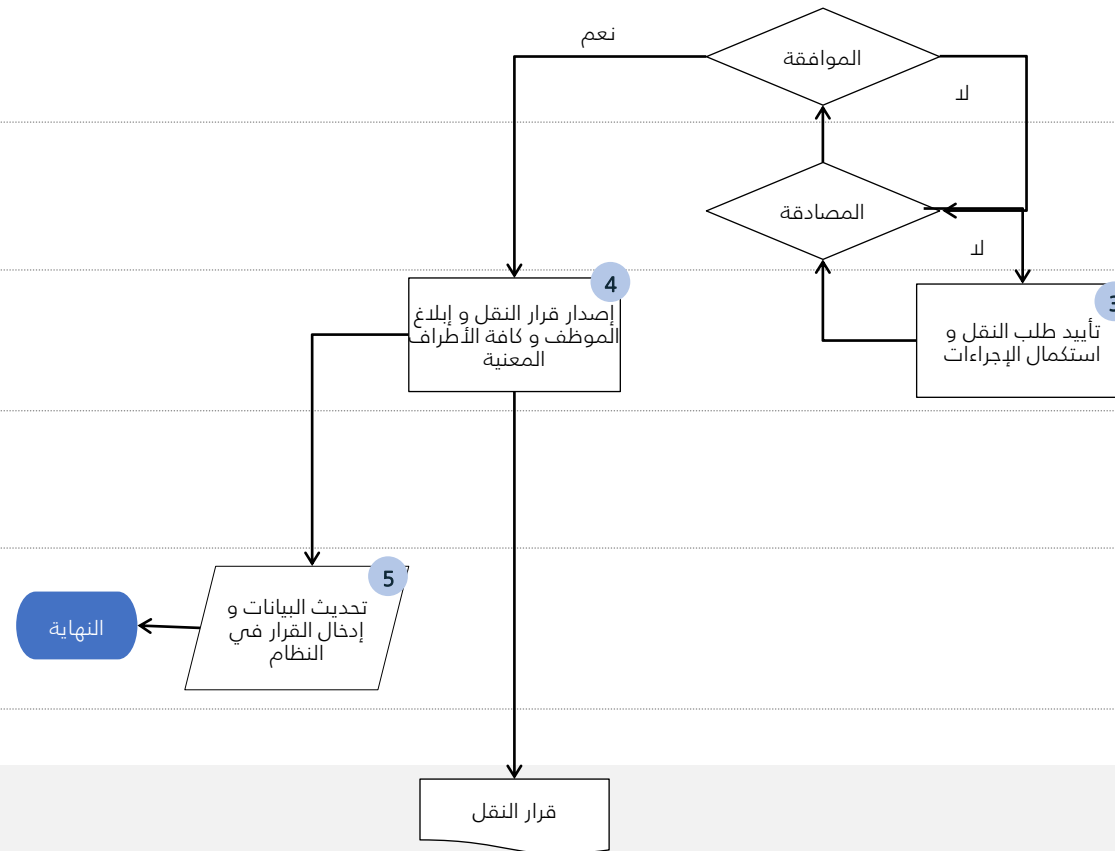 الموافقة
نعم
لا
المصادقة
لا
3
تأييد طلب النقل و
استكمال الإجراءات
4
إصدار قرار النقل و إبلاغ
الموظف و كافة الأطراف
المعنية
5
تحديث البيانات و
إدخال القرار في
النظام
النهاية
قرار النقل